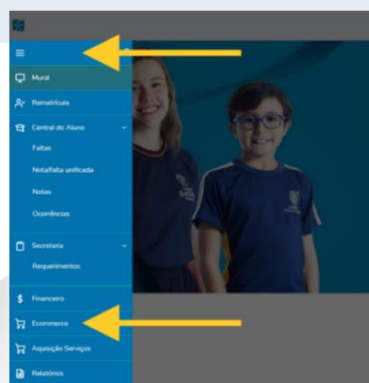 Mural
Rematrícula
Central do Aluno
Faltas
Nota/falta unificada
Notas
Ocorrências
Secretaria
Requerimentos
Financeiro
Ecommerce
Aquisição Serviços
Relatórios